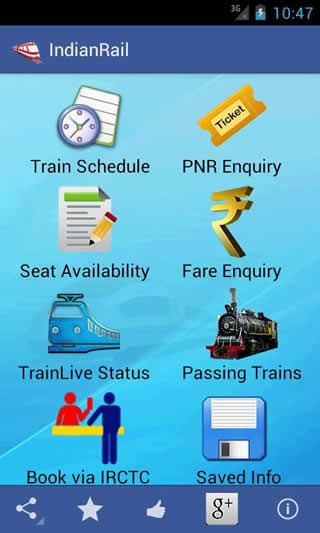 3G 10:47
IndianRail
Ticket
Train Schedule PNR Enquiry
Seat Availability Fare Enquiry
TrainLive Status Passing Trains
Book via IRCTC Saved Info
g+